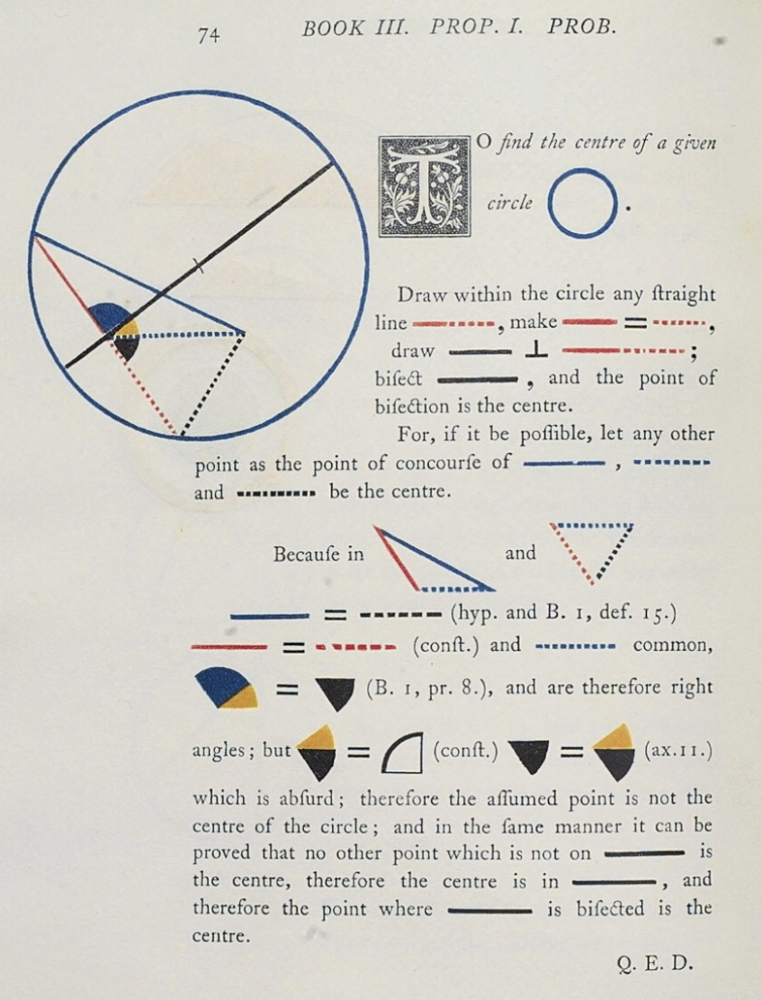 74
BOOK III. PROP. I. PROB.
TO find the centre of a given
circle .
Draw within the circle any ſtraight
line , make = ,
draw ⊥ ;
biſect , and the point of
biſection is the centre.
For, if it be poſſible, let any other
point as the point of concourſe of ,
and be the centre.
Becauſe in and
= (hyp. and B. 1, def. 15.)
= (conſt.) and common,
= (B. 1, pr. 8.), and are therefore right
angles; but = (conſt.) = (ax.11.)
which is abſurd; therefore the aſſumed point is not the
centre of the circle; and in the ſame manner it can be
proved that no other point which is not on is
the centre, therefore the centre is in , and
therefore the point where is biſected is the
centre.
Q. E. D.